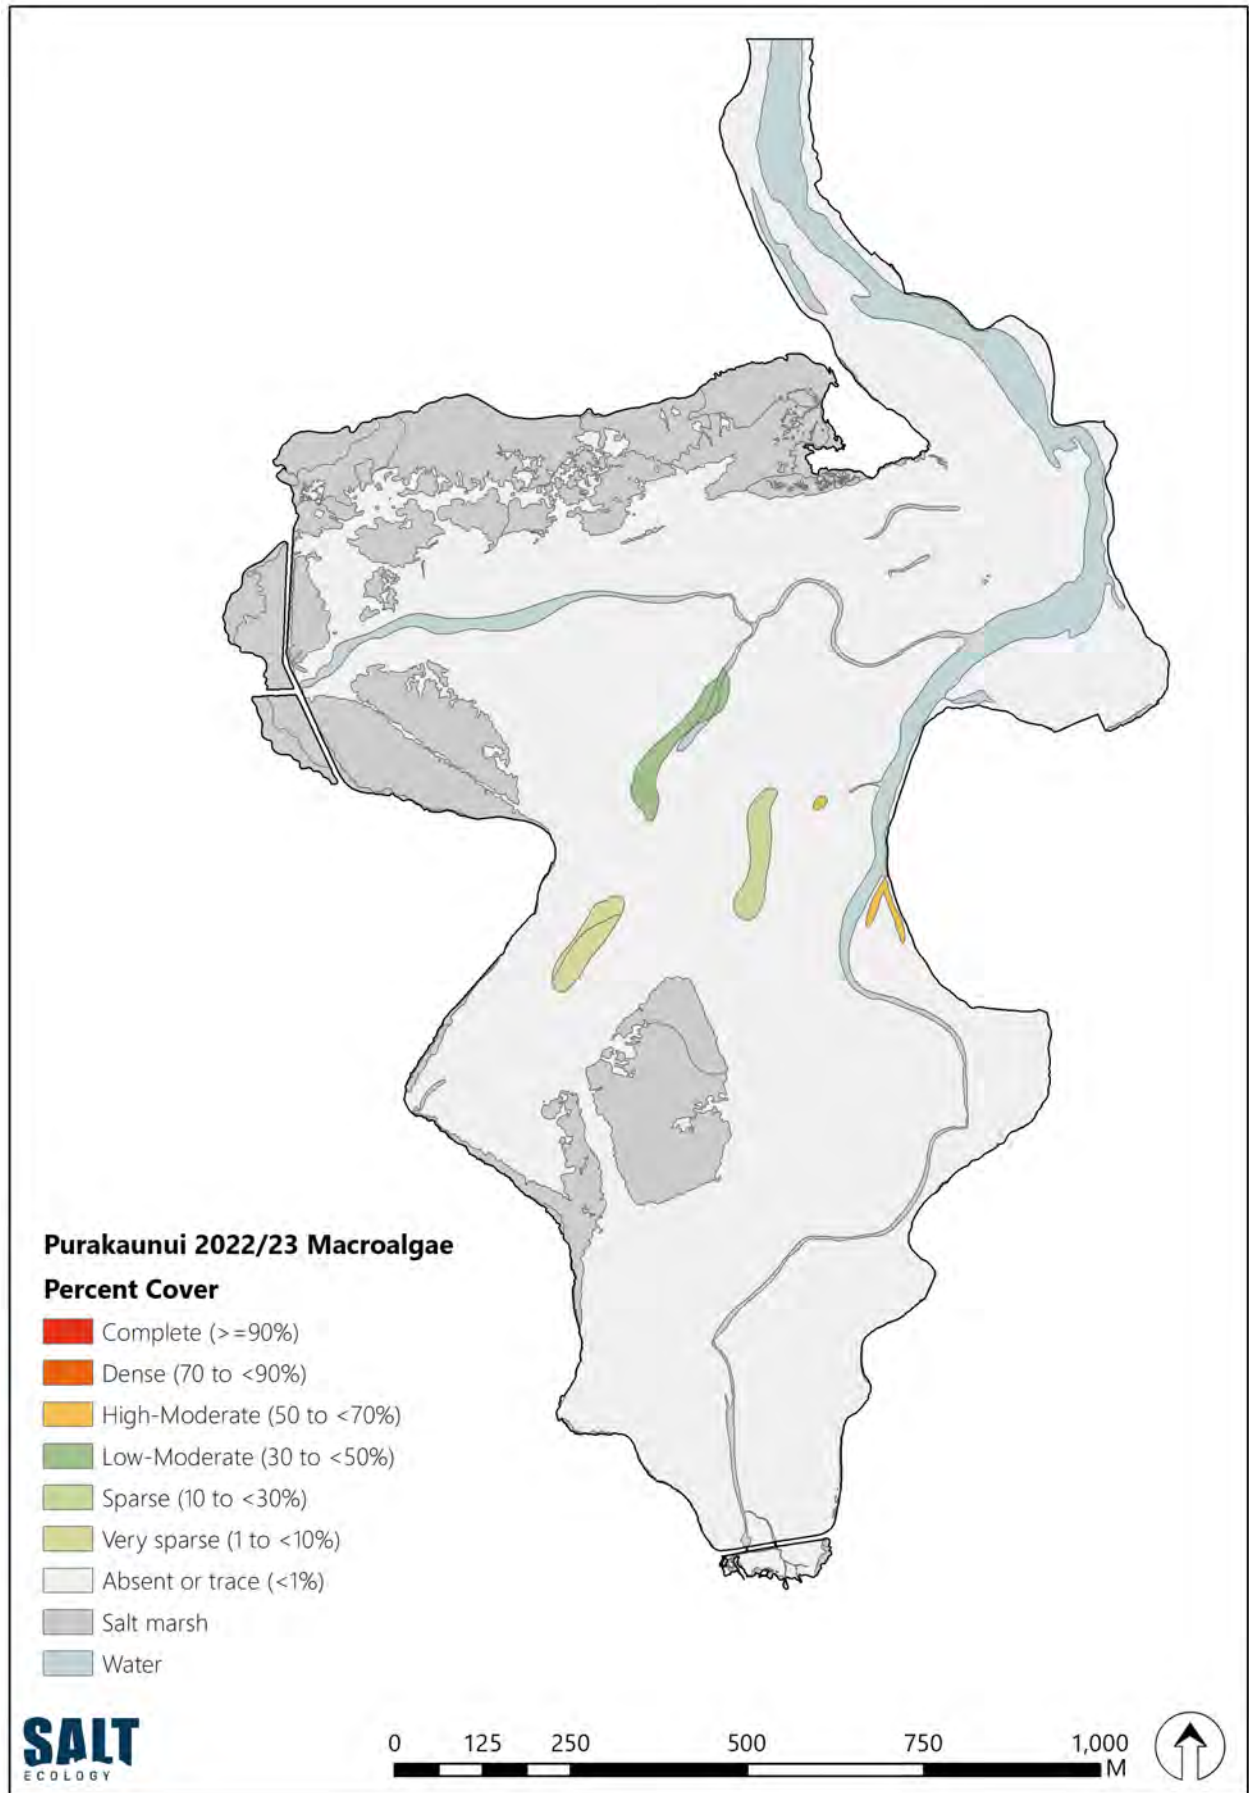 Purakaunui 2022/23 Macroalgae
Percent Cover
Complete (>=90%)
Dense (70 to <90%)
High-Moderate (50 to <70%)
Low-Moderate (30 to <50%)
Sparse (10 to <30%)
Very sparse (1 to <10%)
Absent or trace (<1%)
Salt marsh
Water
SALT
ECOLOGY
0 125 250 500 750 1,000
M